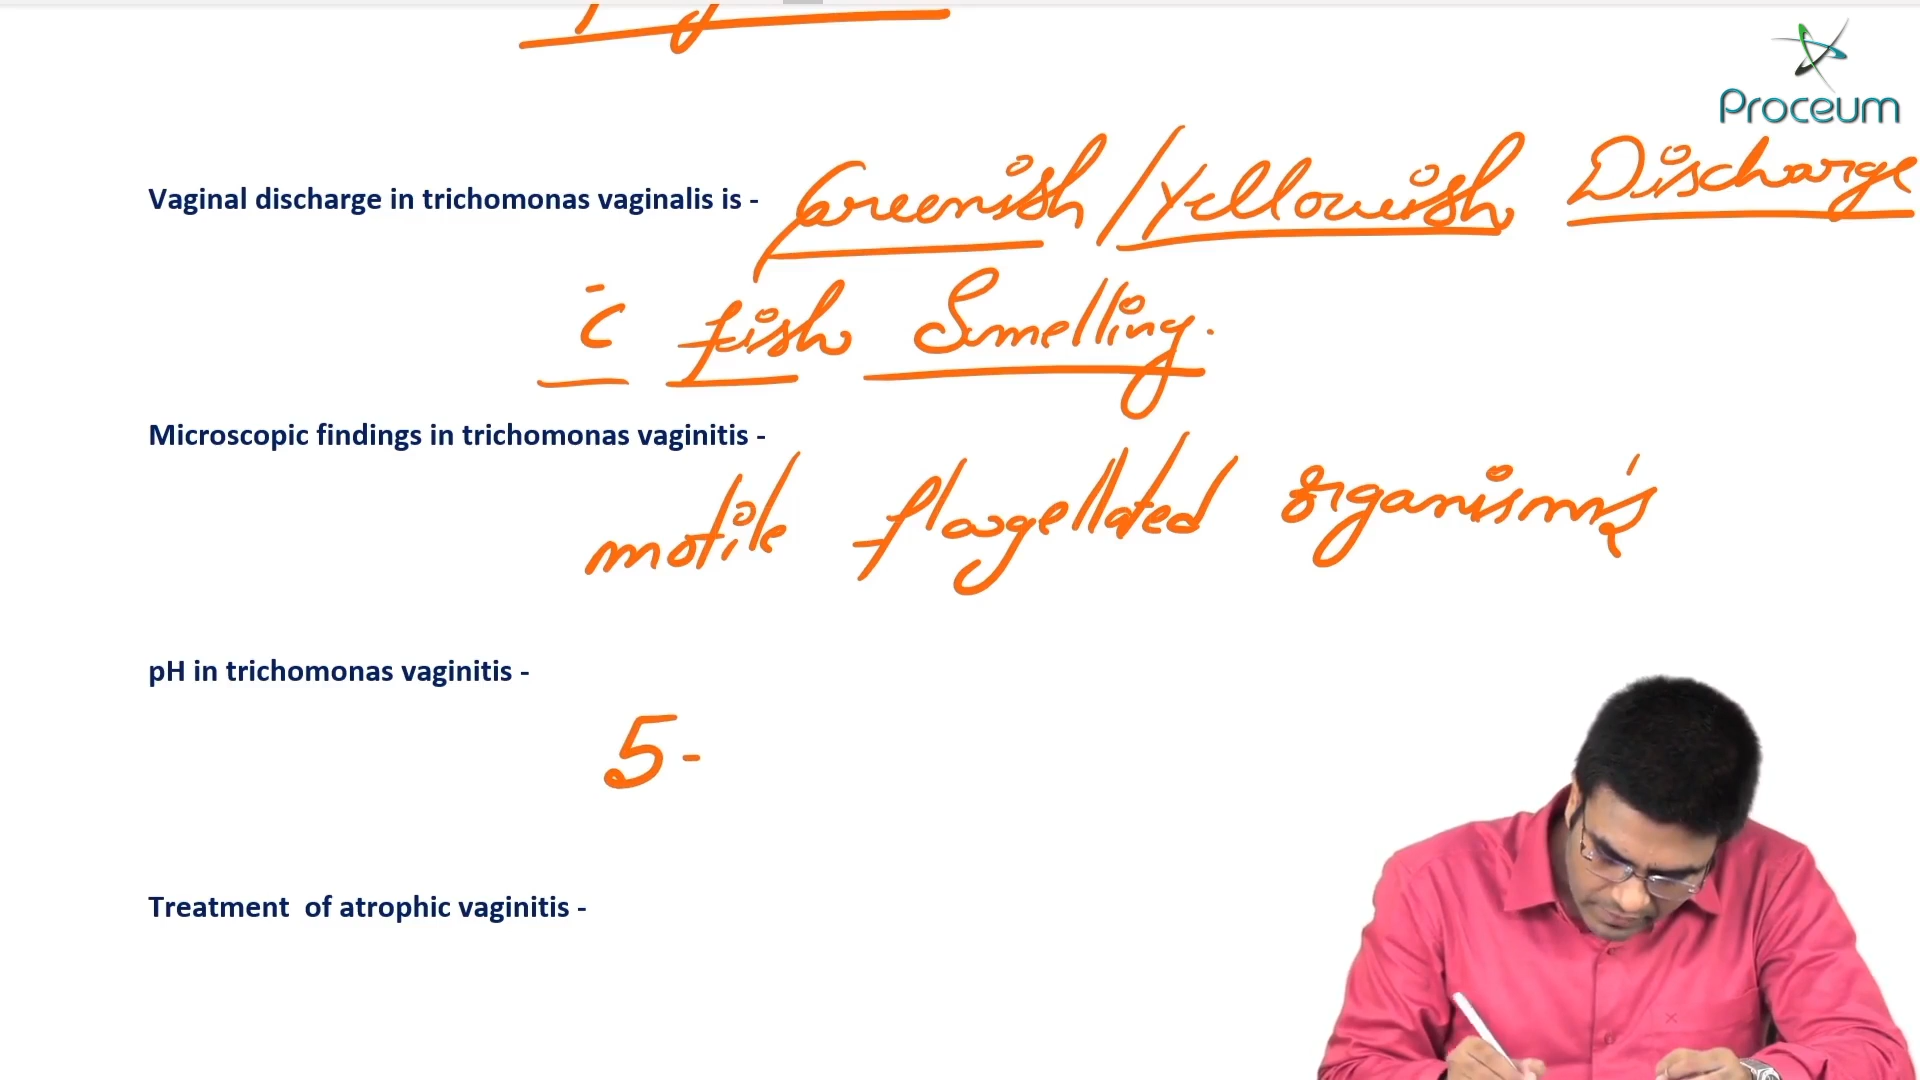 Proceum
Vaginal discharge in trichomonas vaginalis is - Greenish / Yellowish Discharge
c̄ fish Smelling.
Microscopic findings in trichomonas vaginitis -
motile flagellated organism's
pH in trichomonas vaginitis -
5-
Treatment of atrophic vaginitis -